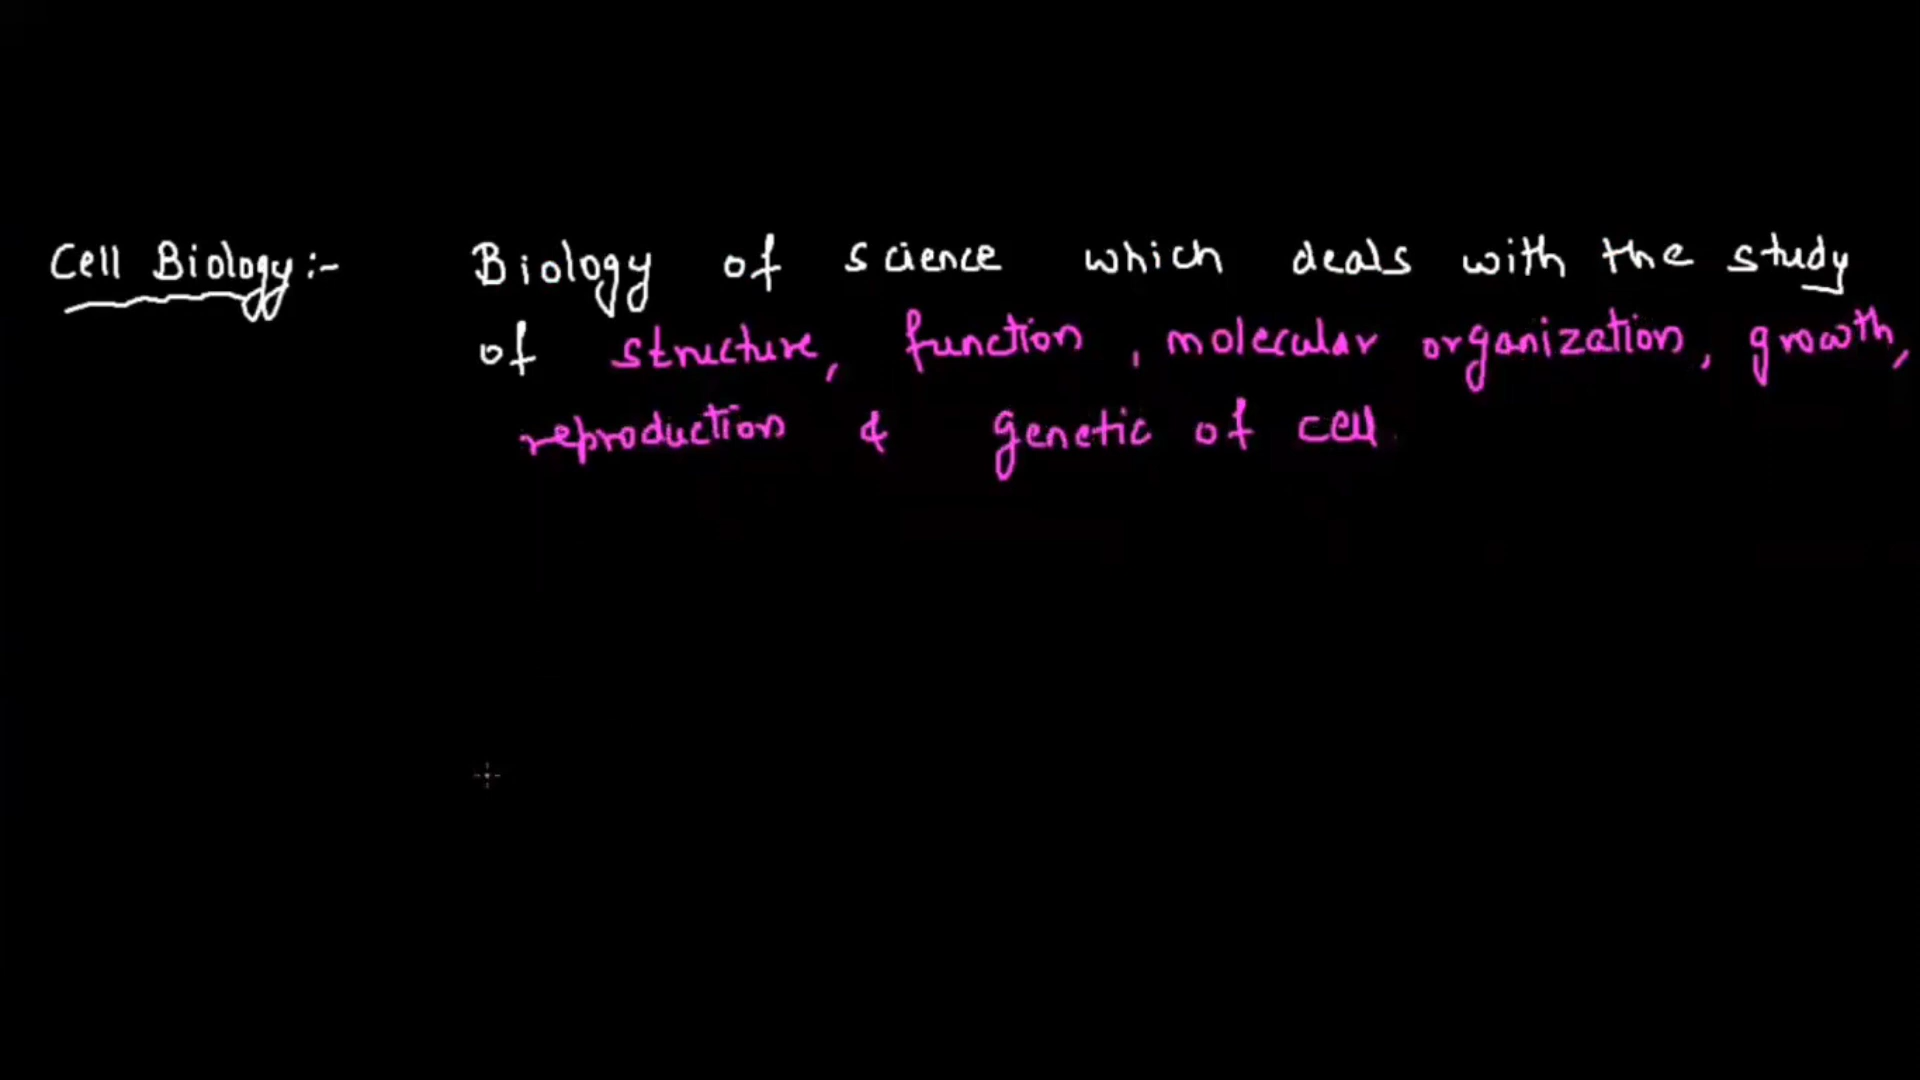 Cell Biology :- Biology of science which deals with the study
of structure, function, molecular organization, growth,
reproduction & genetic of cell.